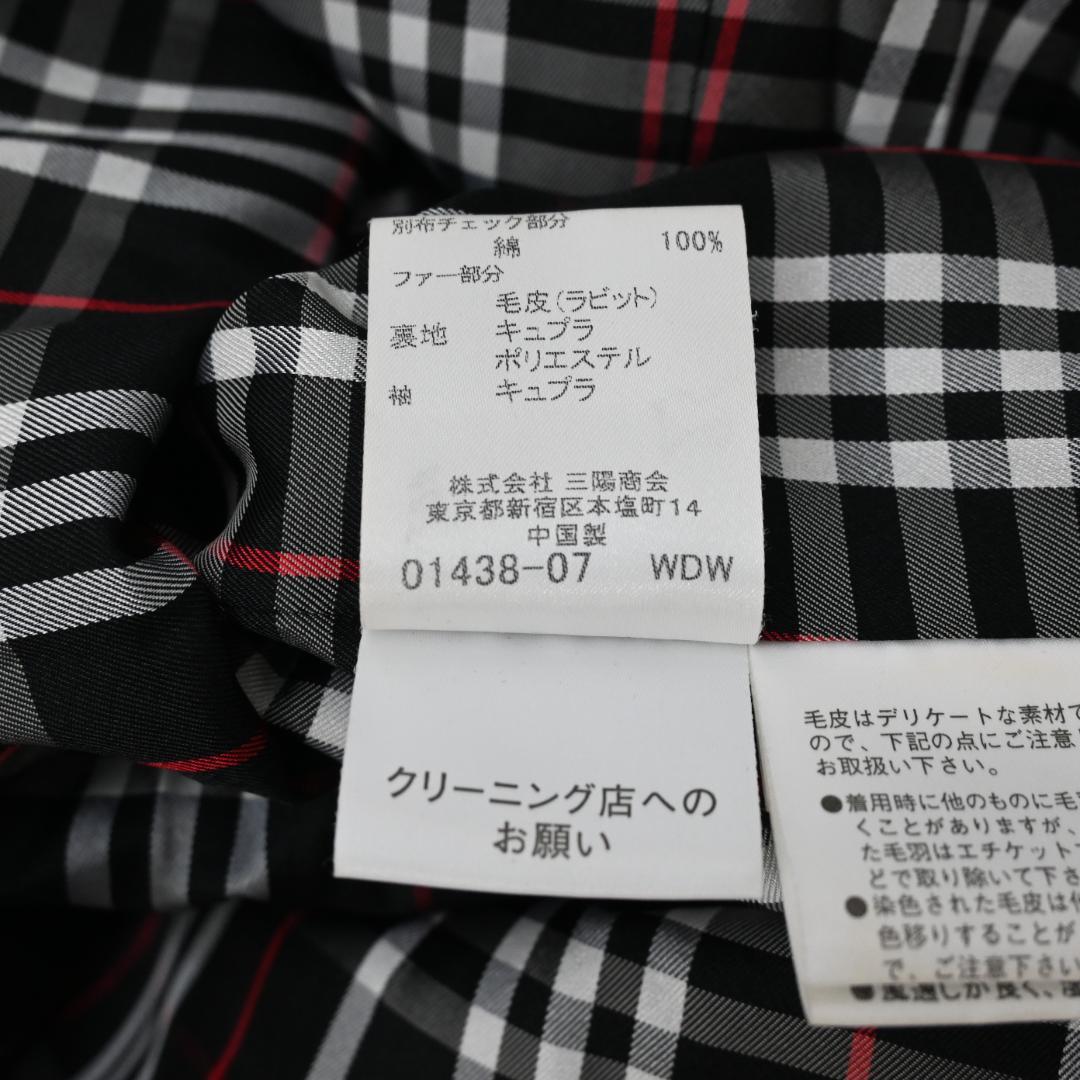 別布チェック部分
綿 100%
ファー部分
毛皮(ラビット)
裏地 キュプラ
ポリエステル
袖 キュプラ
株式会社 三陽商会
東京都新宿区本塩町14
中国製
01438-07 WDW
クリーニング店への
お願い
毛皮はデリケートな素材で
ので、下記の点にご注意
お取扱い下さい。
●着用時に他のものに毛
くことがありますが、
た毛羽はエチケット
とで取り除いて下さ
●染色された毛皮は他
色移りすることが
で、ご注意下さい
●風通しが良く、